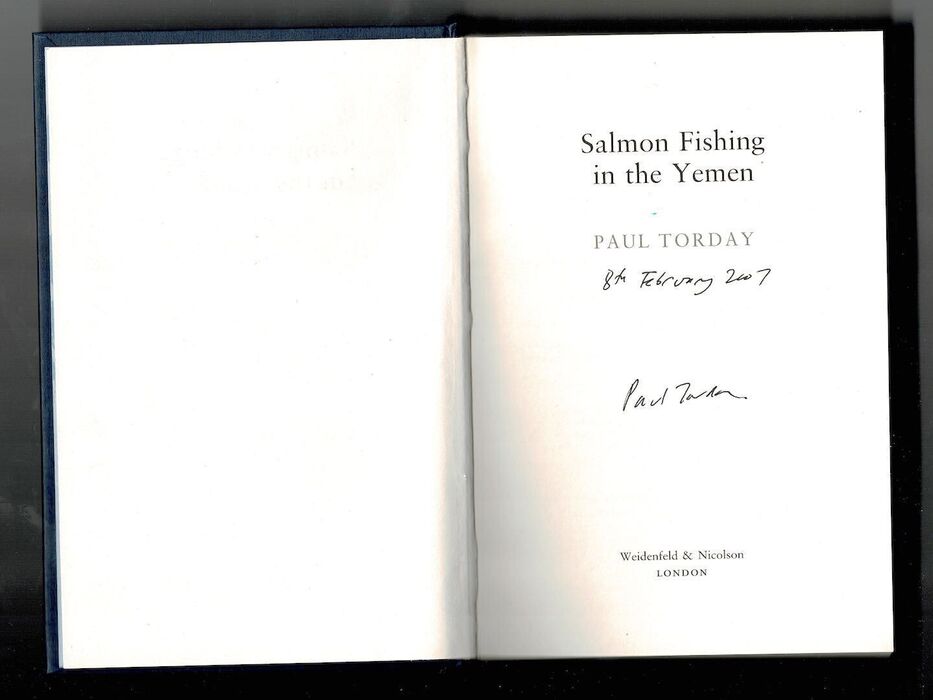 Salmon Fishing
in the Yemen
PAUL TORDAY
8th February 2007
Paul Torday
Weidenfeld & Nicolson
LONDON